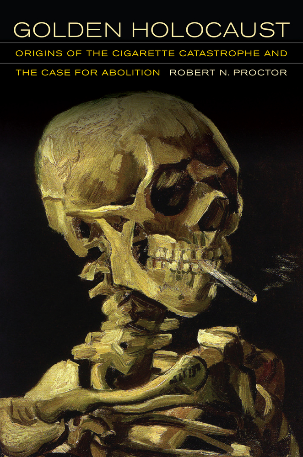 GOLDEN HOLOCAUST
ORIGINS OF THE CIGARETTE CATASTROPHE AND
THE CASE FOR ABOLITION ROBERT N. PROCTOR